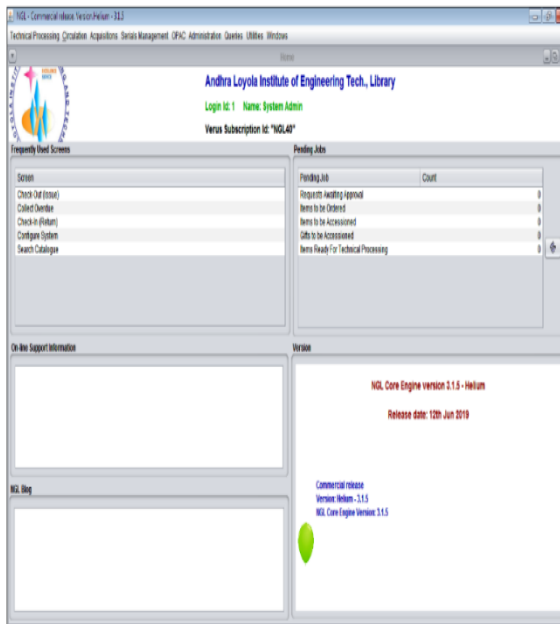 NGL - Commercial release Version:Helium - 3.1.5
Technical Processing Circulation Acquisitions Serials Management OPAC Administration Queries Utilities Windows
Home
Andhra Loyola Institute of Engineering Tech., Library
Login Id: 1 Name: System Admin
Verus Subscription Id: "NGL40"
Frequently Used Screens
Screen
Check Out (Issue)
Collect Overdue
Check-In (Return)
Configure System
Search Catalogue
Pending Jobs
Pending Job Count
Requests Awaiting Approval 0
Items to be Ordered 0
Items to be Accessioned 0
Gifts to be Accessioned 0
Items Ready For Technical Processing 0
On-line Support Information
NGL Blog
Version
NGL Core Engine version 3.1.5 - Helium
Release date: 12th Jun 2019
Commercial release
Version: Helium - 3.1.5
NGL Core Engine Version: 3.1.5